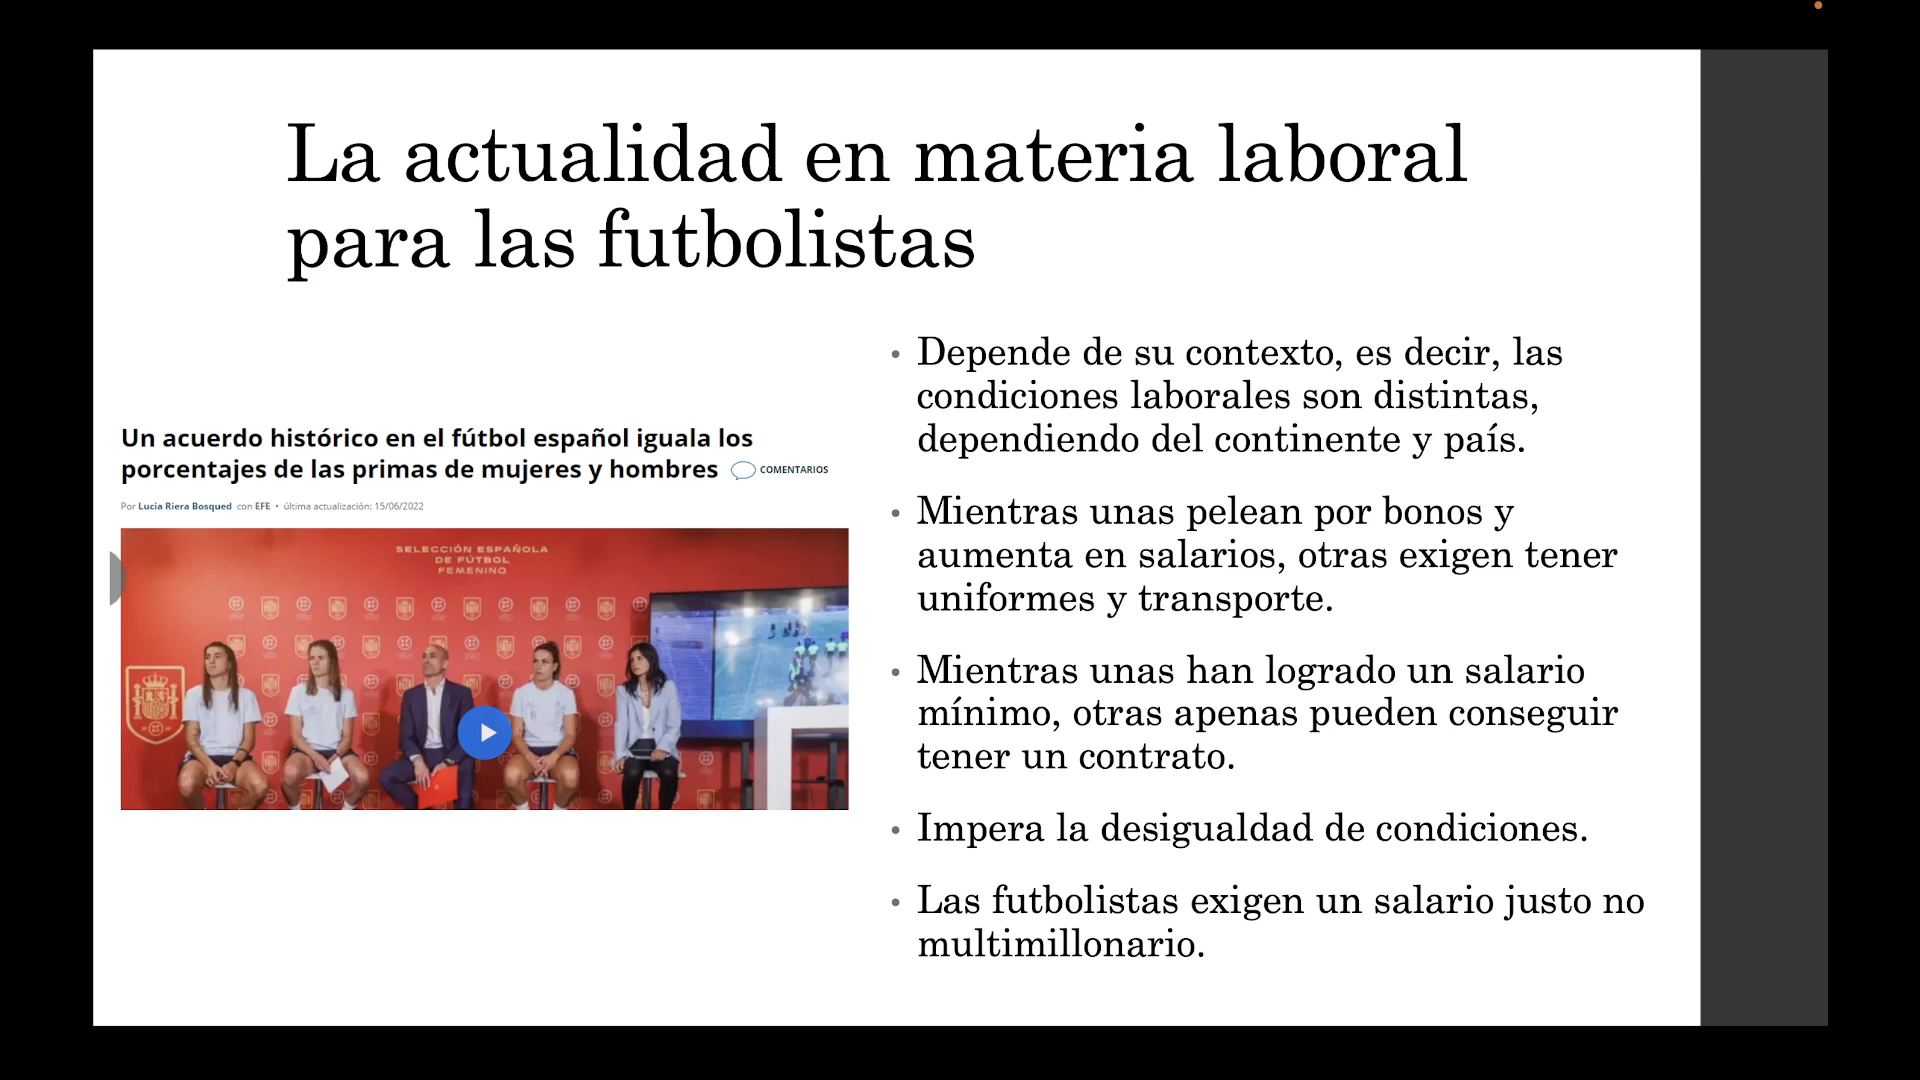 La actualidad en materia laboral
para las futbolistas
Un acuerdo histórico en el fútbol español iguala los
porcentajes de las primas de mujeres y hombres COMENTARIOS
Por Lucia Riera Bosqued con EFE • última actualización: 15/06/2022
SELECCIÓN ESPAÑOLA
DE FÚTBOL
FEMENINO
• Depende de su contexto, es decir, las
condiciones laborales son distintas,
dependiendo del continente y país.
• Mientras unas pelean por bonos y
aumenta en salarios, otras exigen tener
uniformes y transporte.
• Mientras unas han logrado un salario
mínimo, otras apenas pueden conseguir
tener un contrato.
• Impera la desigualdad de condiciones.
• Las futbolistas exigen un salario justo no
multimillonario.